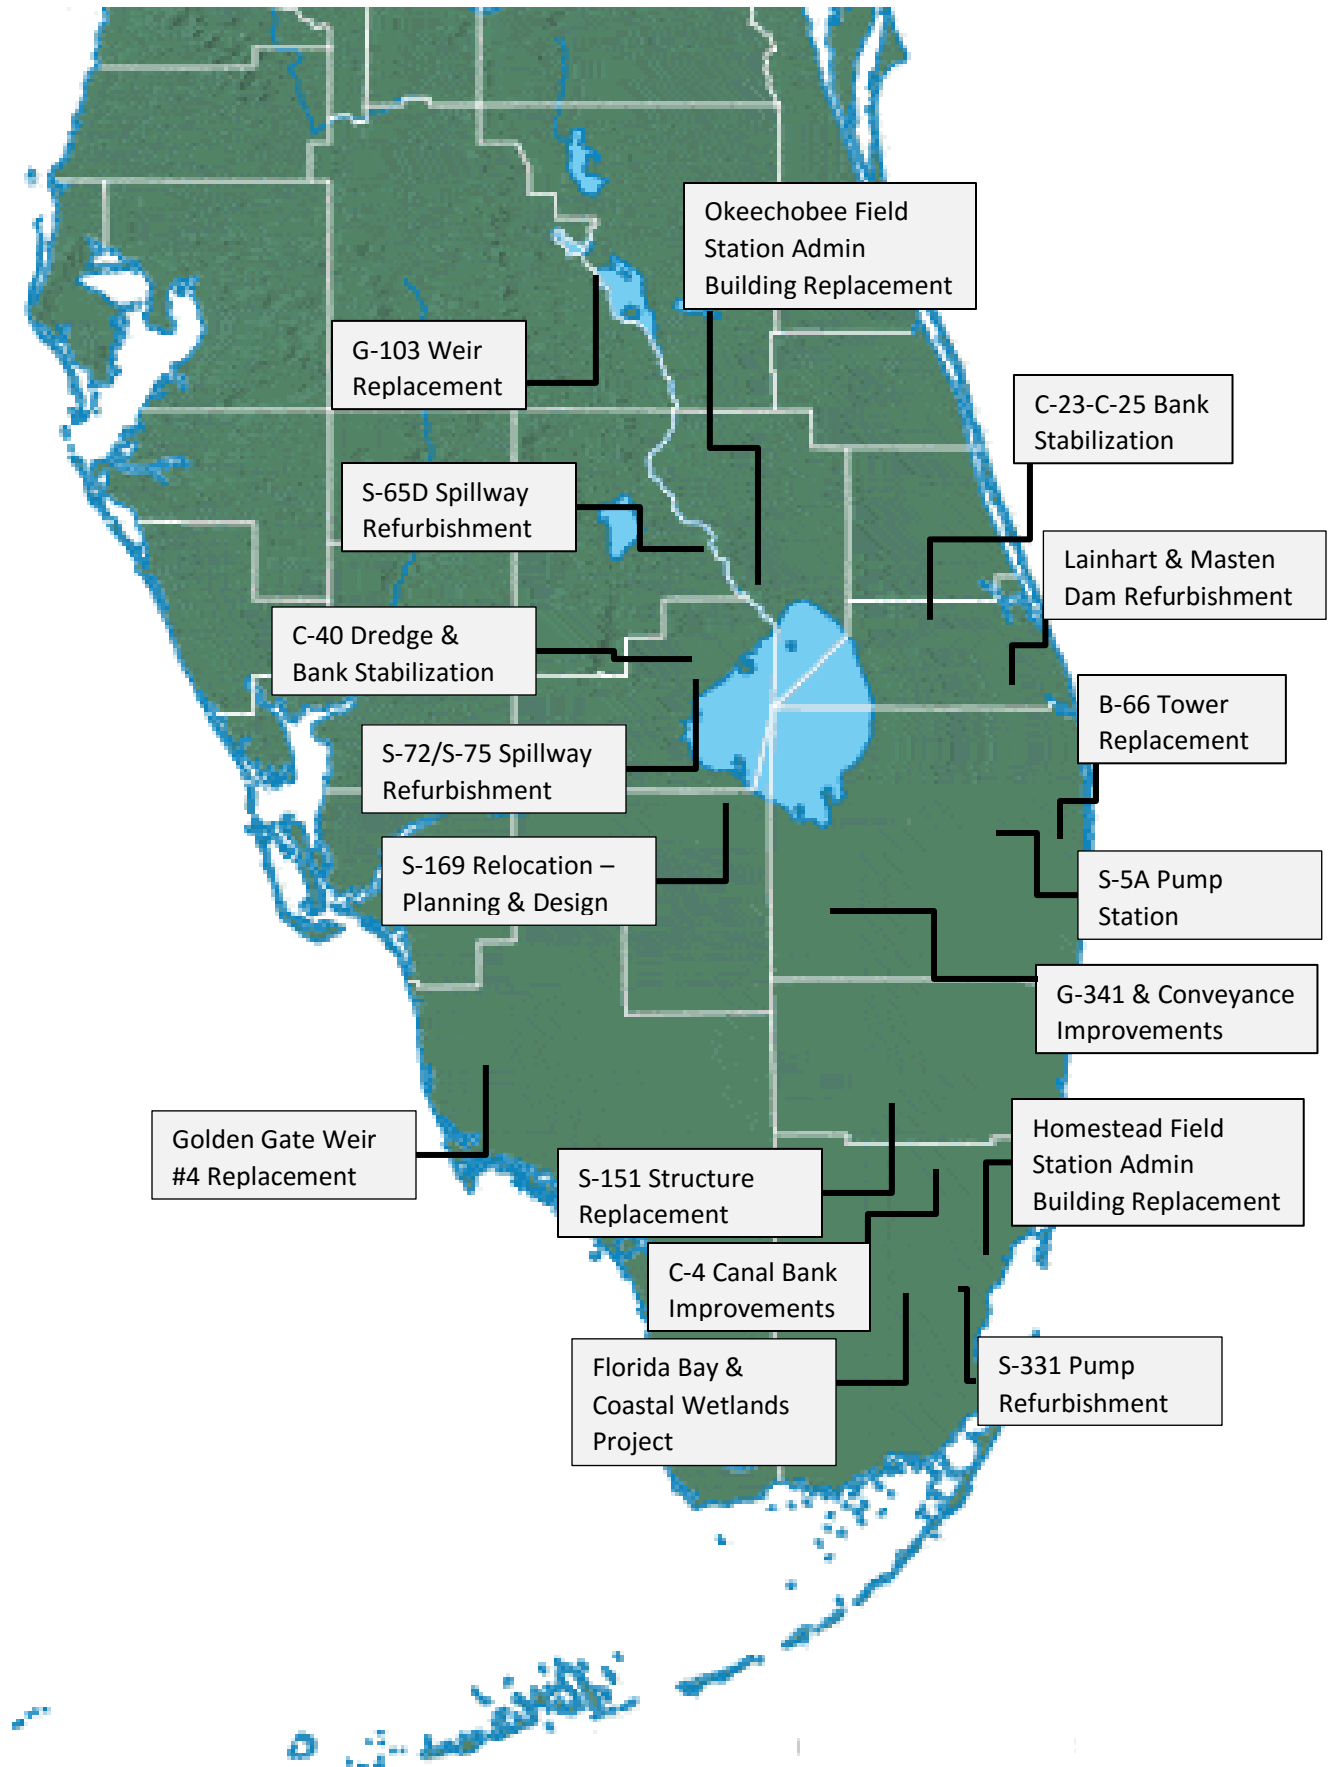 Okeechobee Field
Station Admin
Building Replacement
G-103 Weir
Replacement
C-23-C-25 Bank
Stabilization
S-65D Spillway
Refurbishment
Lainhart & Masten
Dam Refurbishment
C-40 Dredge &
Bank Stabilization
B-66 Tower
Replacement
S-72/S-75 Spillway
Refurbishment
S-169 Relocation –
Planning & Design
S-5A Pump
Station
G-341 & Conveyance
Improvements
Golden Gate Weir
#4 Replacement
Homestead Field
Station Admin
Building Replacement
S-151 Structure
Replacement
C-4 Canal Bank
Improvements
Florida Bay &
Coastal Wetlands
Project
S-331 Pump
Refurbishment